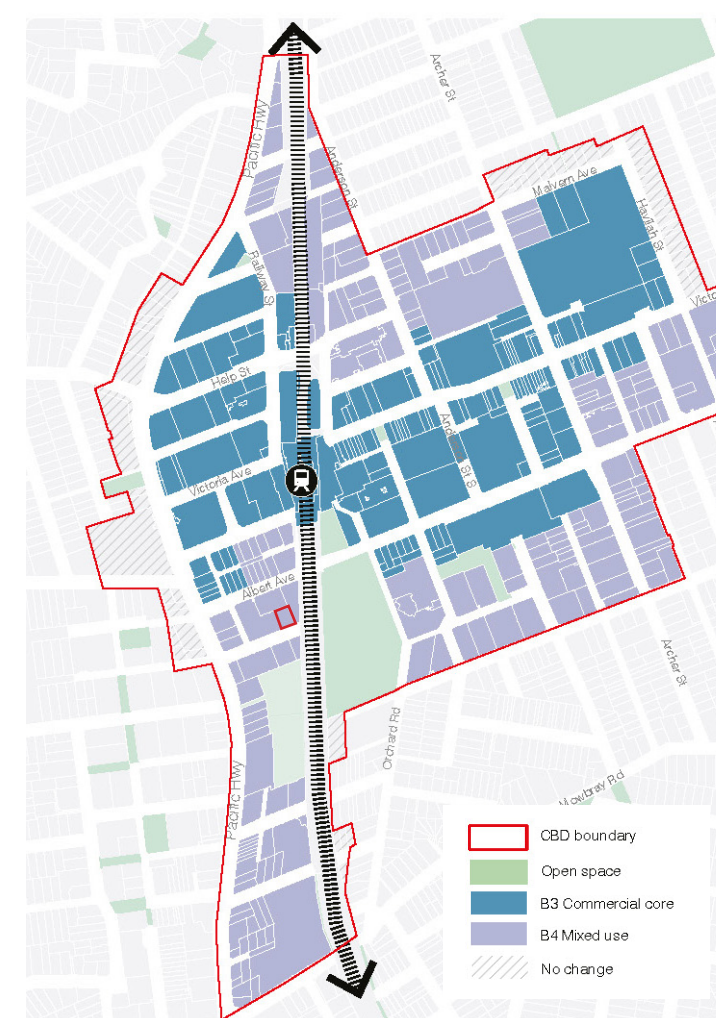 Archer St
Pacific Hwy
Anderson St
Malvern Ave
Havilah St
Railway St
Victo
Help St
Anderson St S
Victoria Ave
Albert Ave
Archer St
Orchard Rd
Mowbray Rd
Pacific Hwy
CBD boundary
Open space
B3 Commercial core
B4 Mixed use
No change